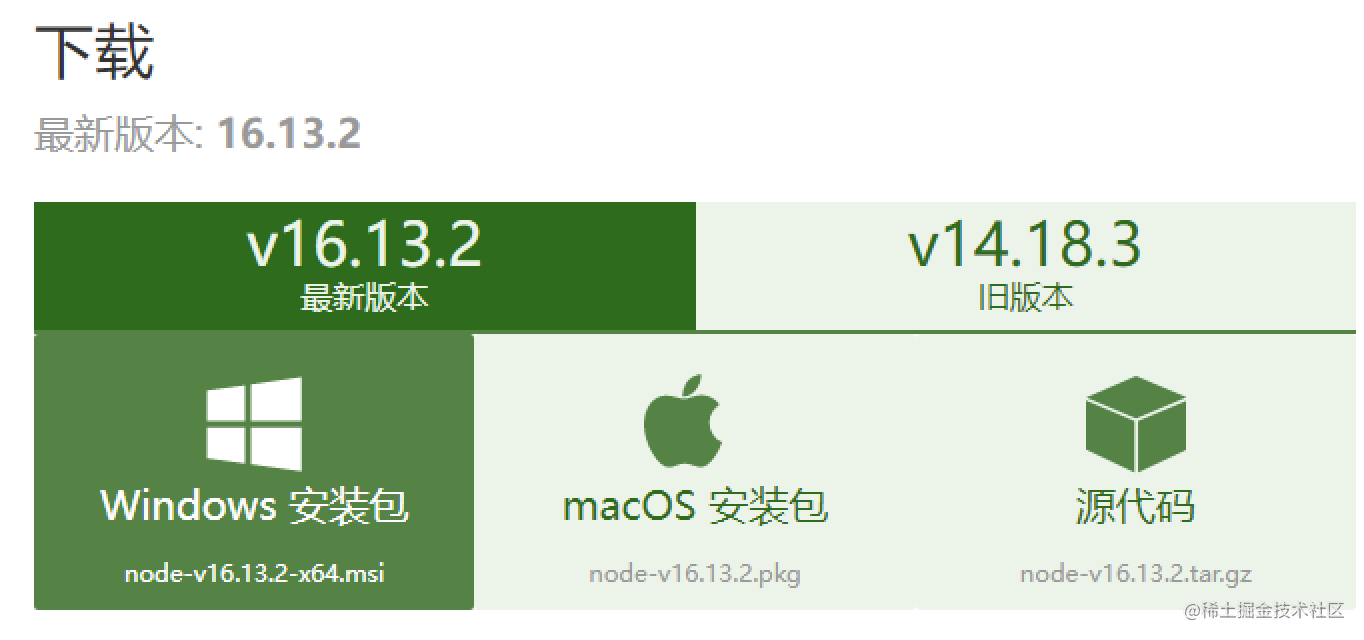 下载
最新版本: 16.13.2
v16.13.2
最新版本
v14.18.3
旧版本
Windows 安装包
node-v16.13.2-x64.msi
macOS 安装包
node-v16.13.2.pkg
源代码
node-v16.13.2.tar.gz
@稀土掘金技术社区